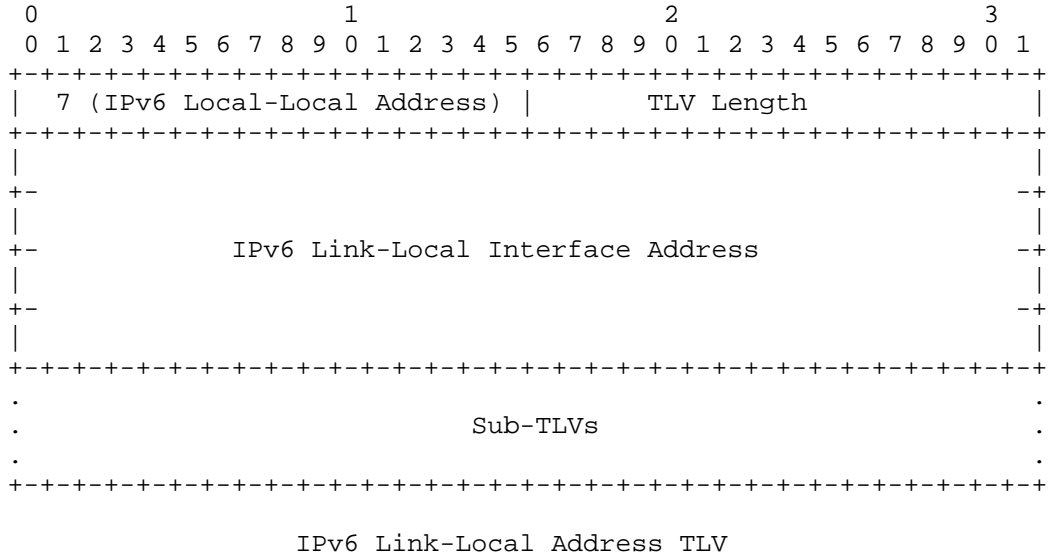 0                   1                   2                   3
 0 1 2 3 4 5 6 7 8 9 0 1 2 3 4 5 6 7 8 9 0 1 2 3 4 5 6 7 8 9 0 1
+-+-+-+-+-+-+-+-+-+-+-+-+-+-+-+-+-+-+-+-+-+-+-+-+-+-+-+-+-+-+-+-+
|  7 (IPv6 Local-Local Address) |       TLV Length              |
+-+-+-+-+-+-+-+-+-+-+-+-+-+-+-+-+-+-+-+-+-+-+-+-+-+-+-+-+-+-+-+-+
|                                                               |
+-                                                             -+
|                                                               |
+-            IPv6 Link-Local Interface Address                -+
|                                                               |
+-                                                             -+
|                                                               |
+-+-+-+-+-+-+-+-+-+-+-+-+-+-+-+-+-+-+-+-+-+-+-+-+-+-+-+-+-+-+-+-+
.                                                               .
.                            Sub-TLVs                           .
.                                                               .
+-+-+-+-+-+-+-+-+-+-+-+-+-+-+-+-+-+-+-+-+-+-+-+-+-+-+-+-+-+-+-+-+
                  IPv6 Link-Local Address TLV